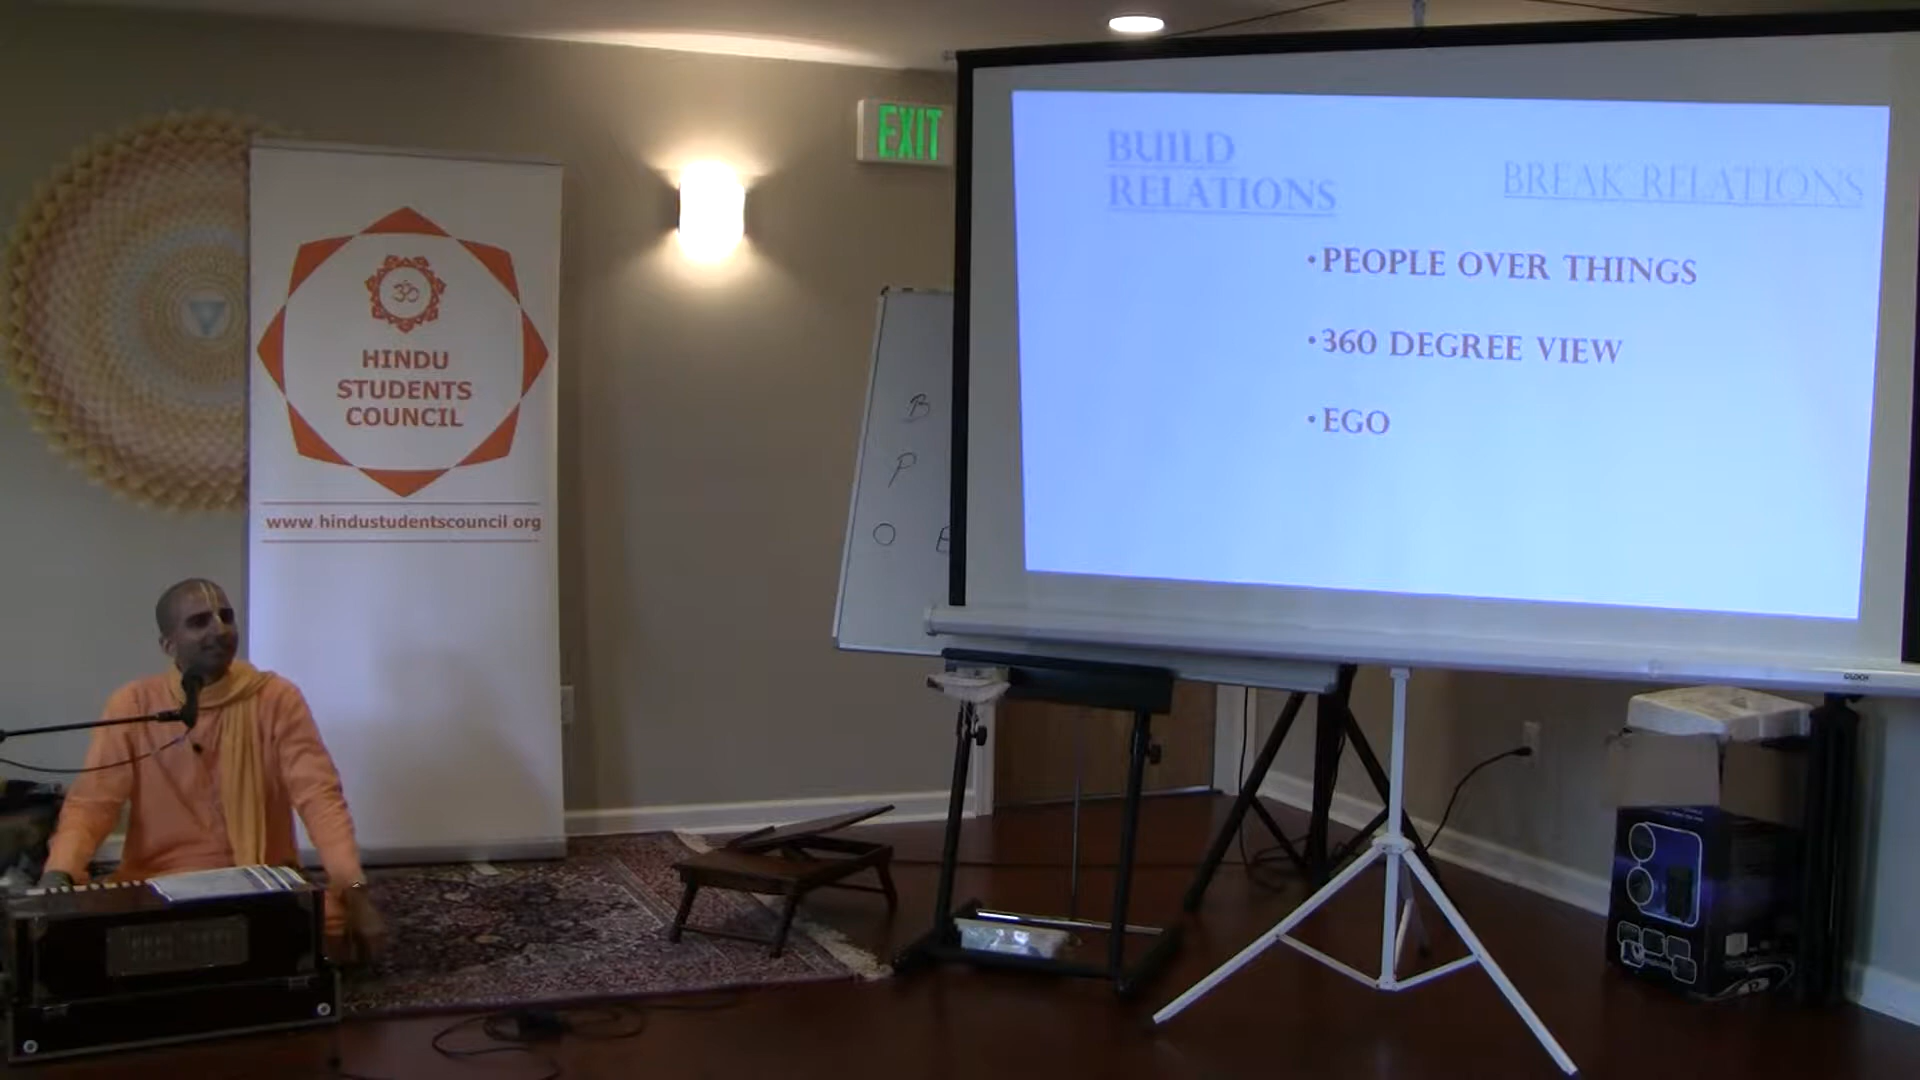 ॐ
HINDU
STUDENTS
COUNCIL
www.hindustudentscouncil.org
EXIT
B
P
O E
BUILD
RELATIONS
BREAK RELATIONS
•PEOPLE OVER THINGS
•360 DEGREE VIEW
•EGO